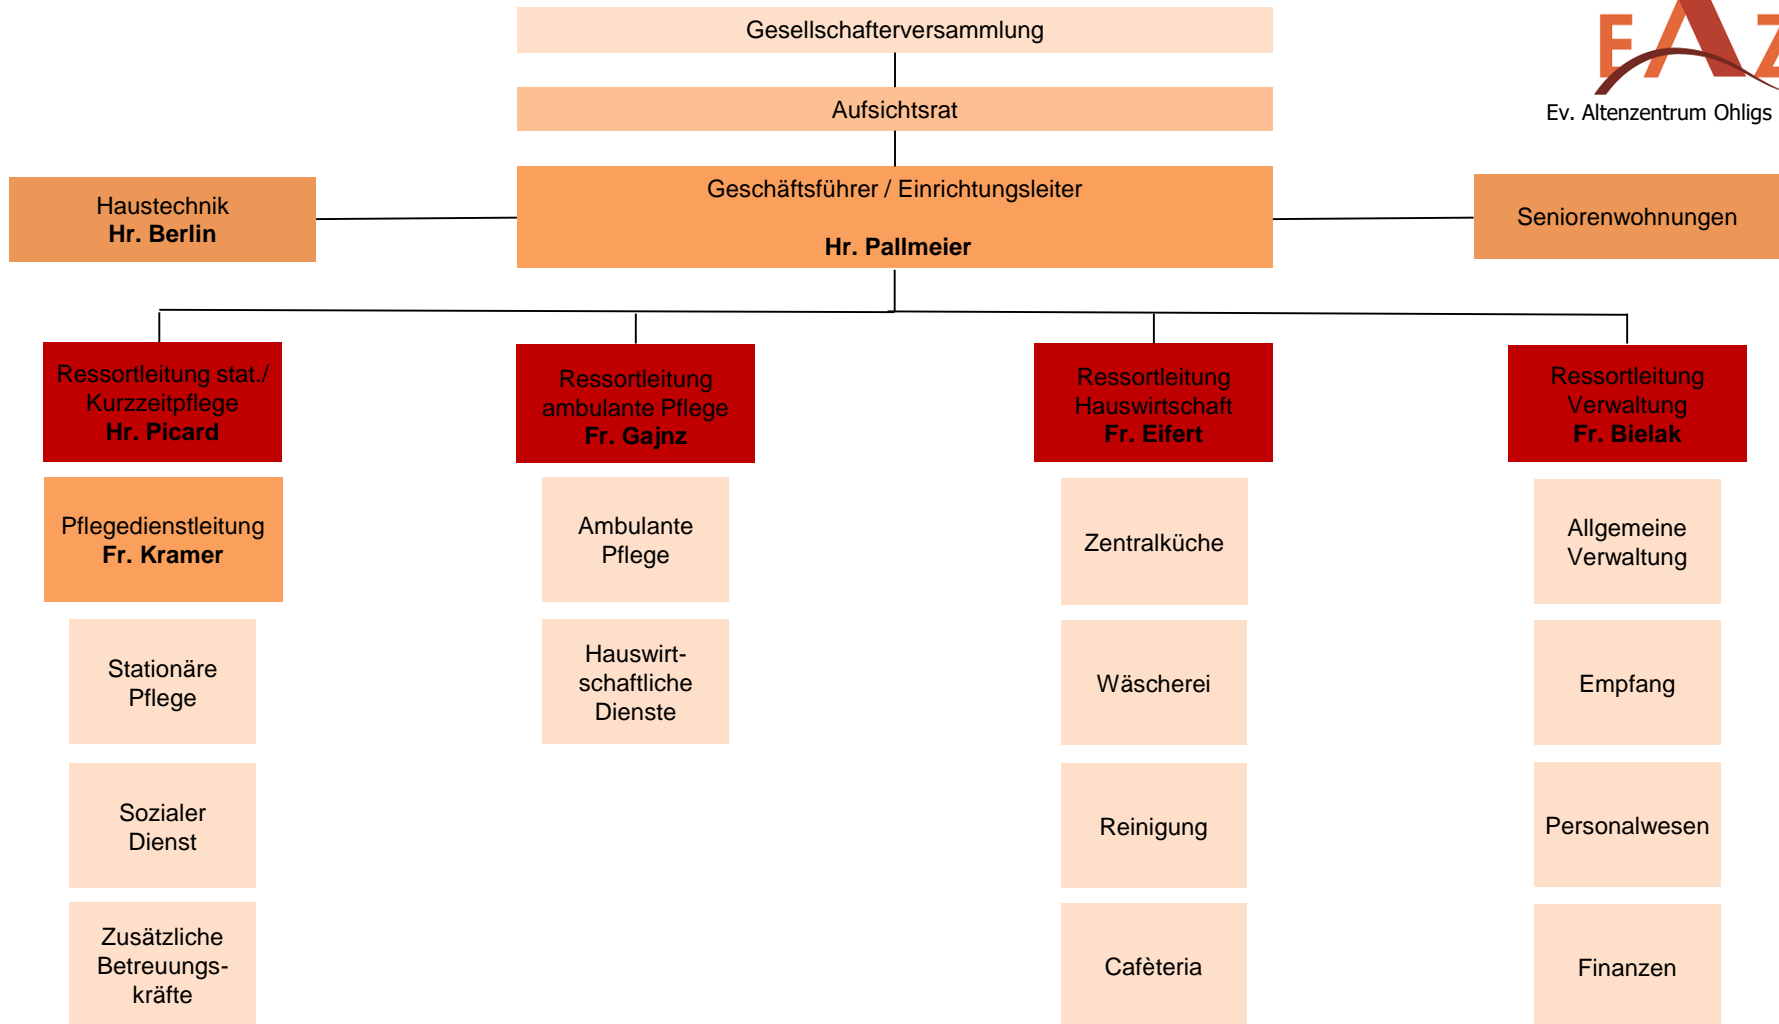 Gesellschafterversammlung
EAZ
Ev. Altenzentrum Ohligs
Aufsichtsrat
Haustechnik
Hr. Berlin
Geschäftsführer / Einrichtungsleiter
Hr. Pallmeier
Seniorenwohnungen
Ressortleitung stat./
Kurzzeitpflege
Hr. Picard
Ressortleitung
ambulante Pflege
Fr. Gajnz
Ressortleitung
Hauswirtschaft
Fr. Eifert
Ressortleitung
Verwaltung
Fr. Bielak
Pflegedienstleitung
Fr. Kramer
Ambulante
Pflege
Zentralküche
Allgemeine
Verwaltung
Stationäre
Pflege
Hauswirt-
schaftliche
Dienste
Wäscherei
Empfang
Sozialer
Dienst
Reinigung
Personalwesen
Zusätzliche
Betreuungs-
kräfte
Cafèteria
Finanzen